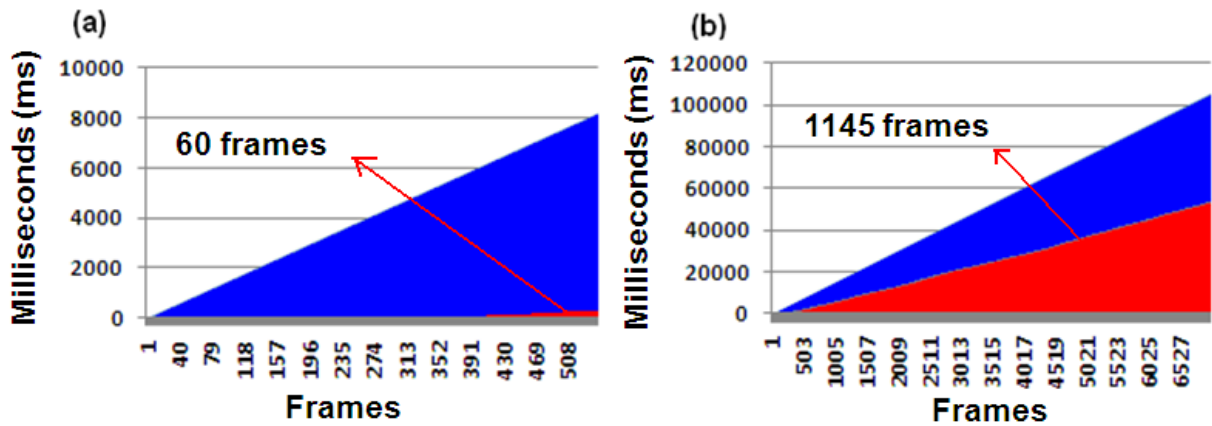 (a)
Milliseconds (ms)
10000
8000
6000
4000
2000
0
60 frames
1 40 79 118 157 196 235 274 313 352 391 430 469 508
Frames
(b)
Milliseconds (ms)
120000
100000
80000
60000
40000
20000
0
1145 frames
1 503 1005 1507 2009 2511 3013 3515 4017 4519 5021 5523 6025 6527
Frames